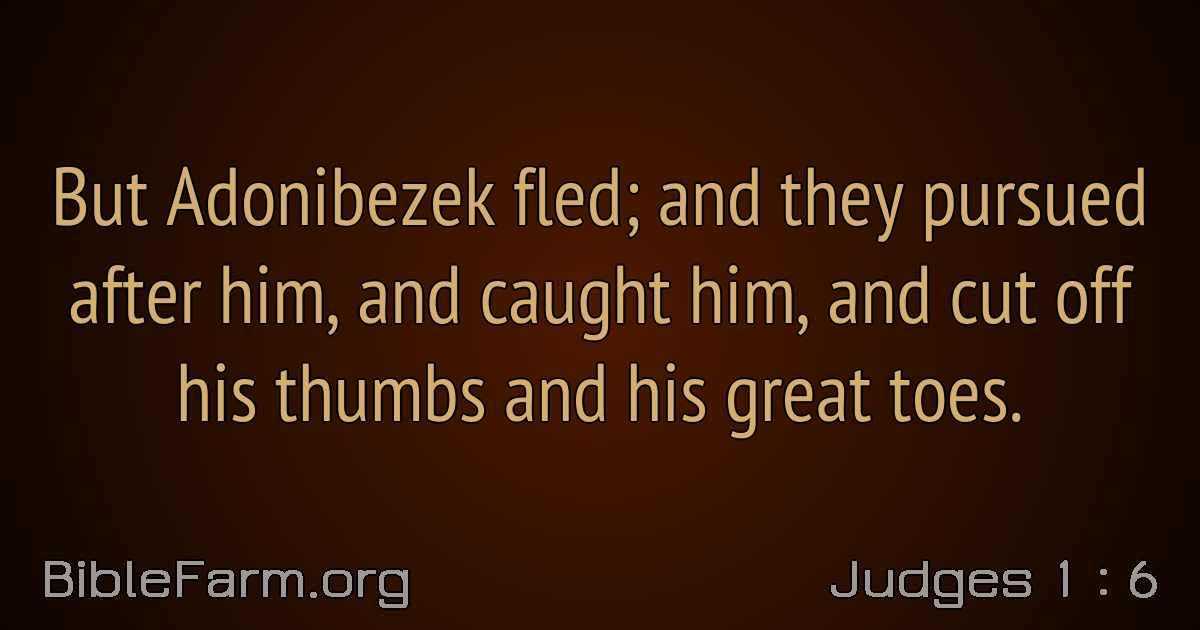 But Adonibezek fled; and they pursued
after him, and caught him, and cut off
his thumbs and his great toes.
BibleFarm.org
Judges 1 : 6